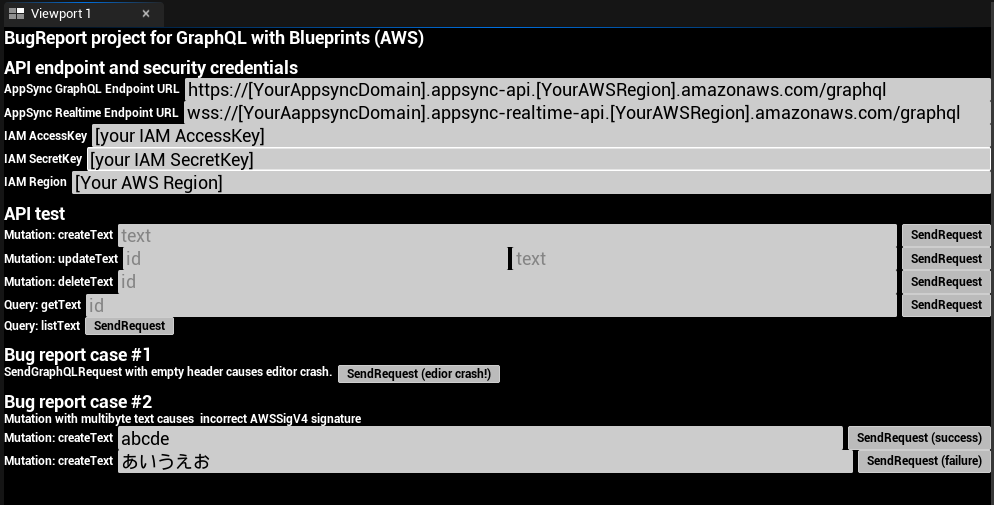 Viewport 1 ×
BugReport project for GraphQL with Blueprints (AWS)
API endpoint and security credentials
AppSync GraphQL Endpoint URL https://[YourAppsyncDomain].appsync-api.[YourAWSRegion].amazonaws.com/graphql
AppSync Realtime Endpoint URL wss://[YourAappsyncDomain].appsync-realtime-api.[YourAWSRegion].amazonaws.com/graphql
IAM AccessKey [your IAM AccessKey]
IAM SecretKey [your IAM SecretKey]
IAM Region [Your AWS Region]
API test
Mutation: createText text SendRequest
Mutation: updateText id text SendRequest
Mutation: deleteText id SendRequest
Query: getText id SendRequest
Query: listText SendRequest
Bug report case #1
SendGraphQLRequest with empty header causes editor crash. SendRequest (edior crash!)
Bug report case #2
Mutation with multibyte text causes  incorrect AWSSigV4 signature
Mutation: createText abcde SendRequest (success)
Mutation: createText あいうえお SendRequest (failure)